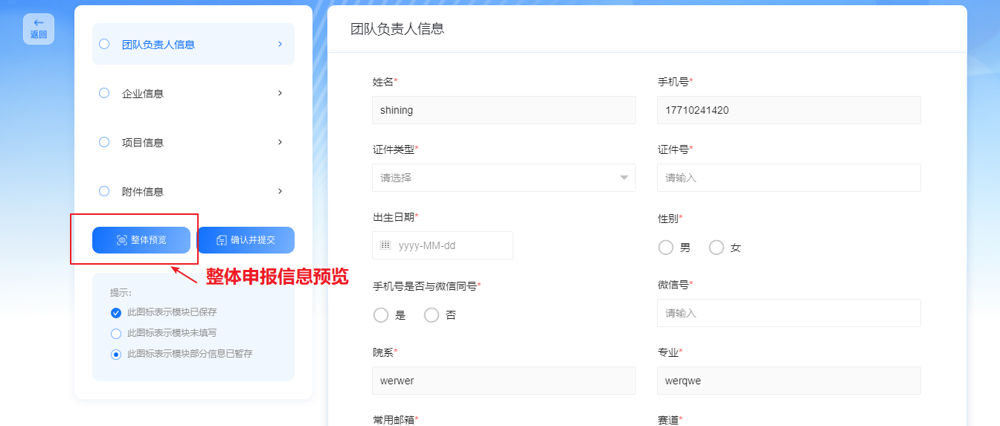 返回
团队负责人信息
企业信息
项目信息
附件信息
整体预览
确认并提交
整体申报信息预览
提示:
此图标表示模块已保存
此图标表示模块未填写
此图标表示模块部分信息已暂存
团队负责人信息
姓名* 手机号*
shining 17710241420
证件类型* 证件号*
请选择 请输入
出生日期* 性别*
yyyy-MM-dd 男 女
手机号是否与微信同号* 微信号*
是 否 请输入
院系* 专业*
werwer werqwe
常用邮箱* 赛道*